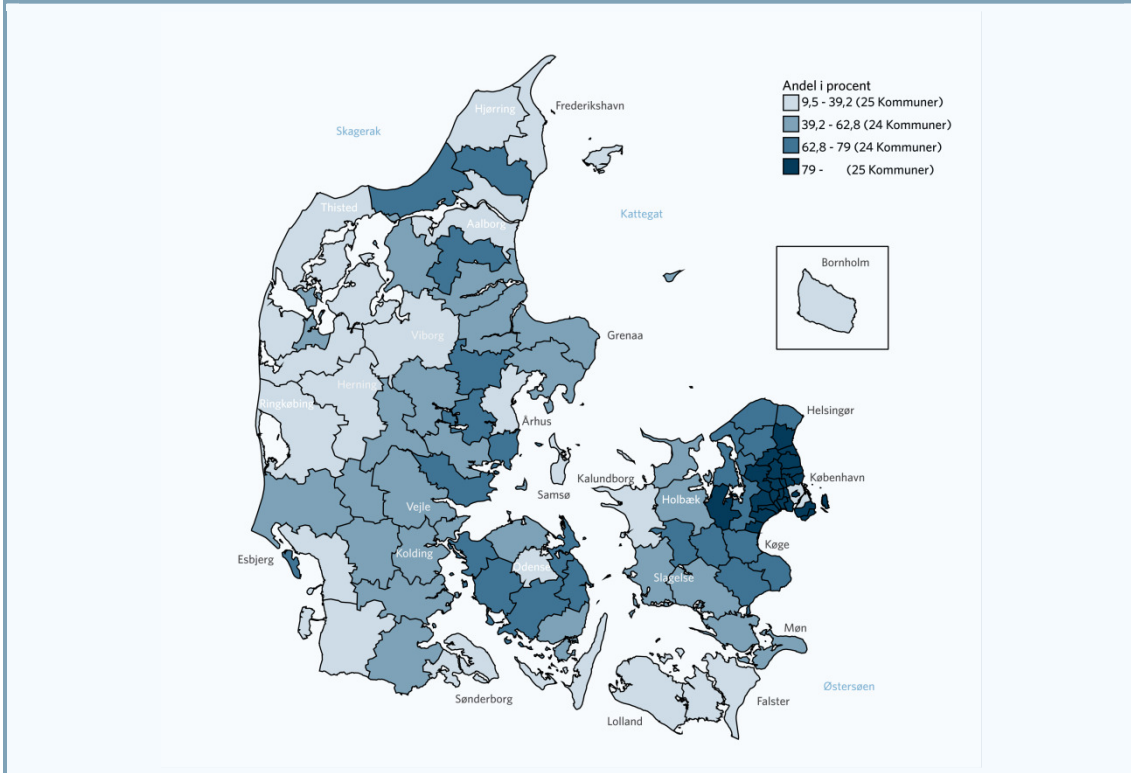 Andel i procent
9,5 - 39,2 (25 Kommuner)
39,2 - 62,8 (24 Kommuner)
62,8 - 79 (24 Kommuner)
79 - (25 Kommuner)
Hjørring
Frederikshavn
Skagerak
Thisted
Aalborg
Kattegat
Bornholm
Viborg
Grenaa
Herning
Ringkøbing
Århus
Helsingør
Kalundborg
København
Samsø
Holbæk
Vejle
Esbjerg
Kolding
Køge
Odense
Slagelse
Møn
Østersøen
Sønderborg
Falster
Lolland